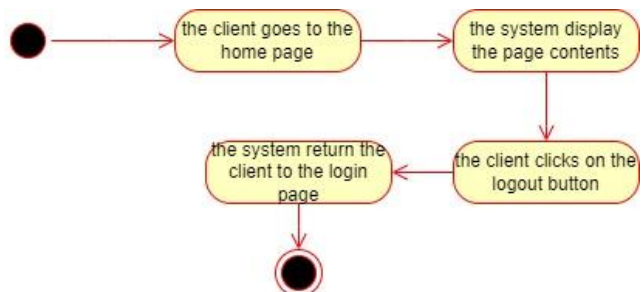 the client goes to the
home page
the system display
the page contents
the client clicks on the
logout button
the system return the
client to the login
page